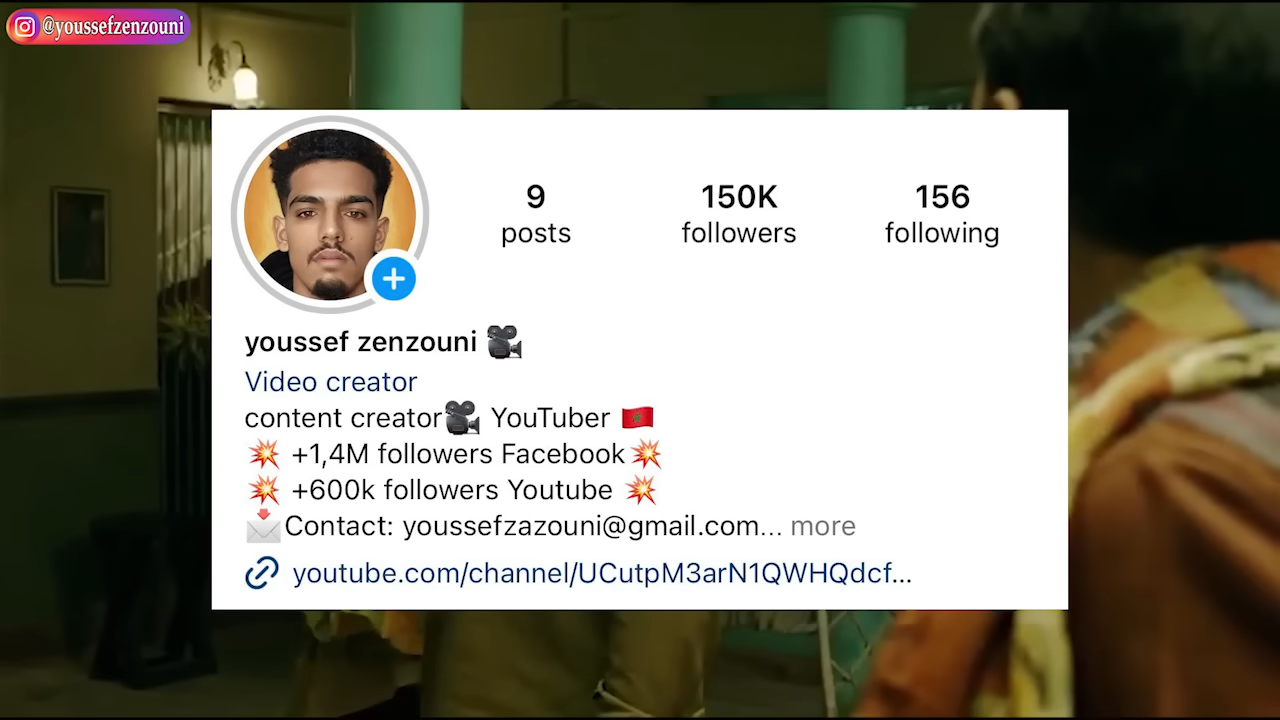 @youssefzenzouni
9 150K 156
posts followers following
youssef zenzouni 🎥
Video creator
content creator🎥 YouTuber 🇲🇦
💥 +1,4M followers Facebook💥
💥 +600k followers Youtube 💥
📩Contact: youssefzazouni@gmail.com... more
youtube.com/channel/UCutpM3arN1QWHQdcf...